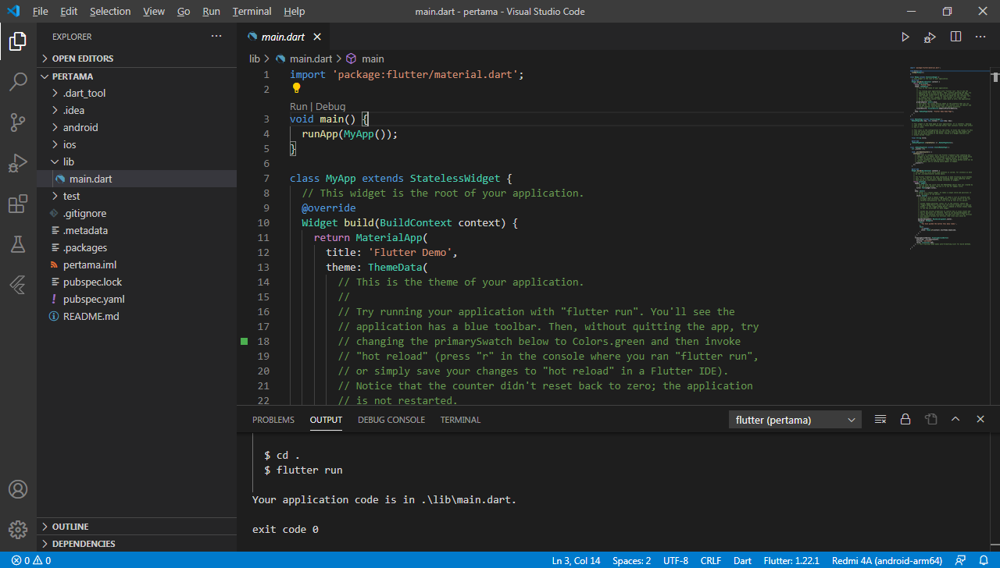 File Edit Selection View Go Run Terminal Help
main.dart - pertama - Visual Studio Code
EXPLORER
OPEN EDITORS
PERTAMA
.dart_tool
.idea
android
ios
lib
main.dart
test
.gitignore
.metadata
.packages
pertama.iml
pubspec.lock
pubspec.yaml
README.md
OUTLINE
DEPENDENCIES
main.dart
lib > main.dart > main
1 import 'package:flutter/material.dart';
2
Run | Debug
3 void main() {
4 runApp(MyApp());
5 }
6
7 class MyApp extends StatelessWidget {
8 // This widget is the root of your application.
9 @override
10 Widget build(BuildContext context) {
11 return MaterialApp(
12 title: 'Flutter Demo',
13 theme: ThemeData(
14 // This is the theme of your application.
15 //
16 // Try running your application with "flutter run". You'll see the
17 // application has a blue toolbar. Then, without quitting the app, try
18 // changing the primarySwatch below to Colors.green and then invoke
19 // "hot reload" (press "r" in the console where you ran "flutter run",
20 // or simply save your changes to "hot reload" in a Flutter IDE).
21 // Notice that the counter didn't reset back to zero; the application
22 // is not restarted.
PROBLEMS OUTPUT DEBUG CONSOLE TERMINAL
flutter (pertama)
$ cd .
$ flutter run
Your application code is in .\lib\main.dart.
exit code 0
0 0
Ln 3, Col 14 Spaces: 2 UTF-8 CRLF Dart Flutter: 1.22.1 Redmi 4A (android-arm64)